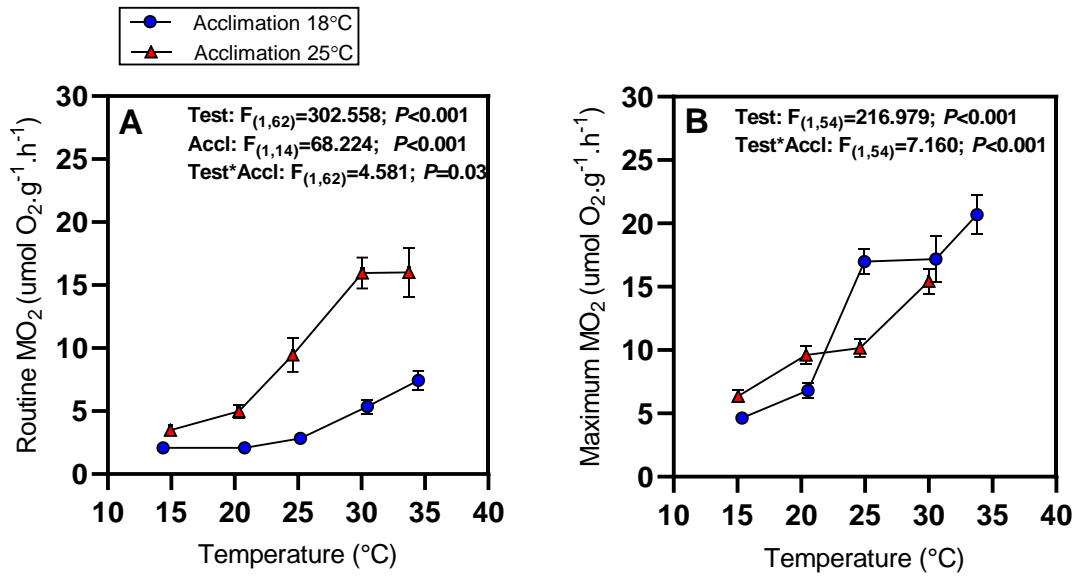 Acclimation 18°C
Acclimation 25°C
A
Test: F(1,62)=302.558; P<0.001
Accl: F(1,14)=68.224; P<0.001
Test*Accl: F(1,62)=4.581; P=0.03
Routine MO2 (umol O2.g-1.h-1)
30
25
20
15
10
5
0
10 15 20 25 30 35 40
Temperature (°C)
B
Test: F(1,54)=216.979; P<0.001
Test*Accl: F(1,54)=7.160; P<0.001
Maximum MO2 (umol O2.g-1.h-1)
30
25
20
15
10
5
0
10 15 20 25 30 35 40
Temperature (°C)